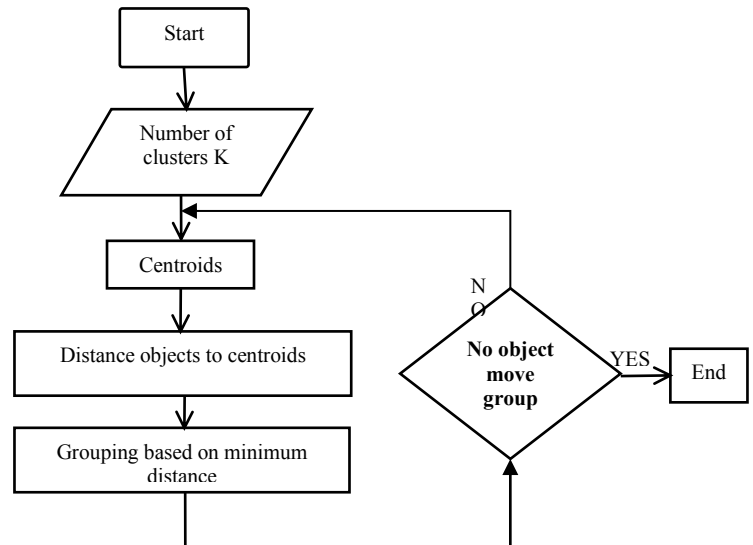 Start
Number of
clusters K
Centroids
Distance objects to centroids
Grouping based on minimum
distance
N
O
No object
move
group
YES
End